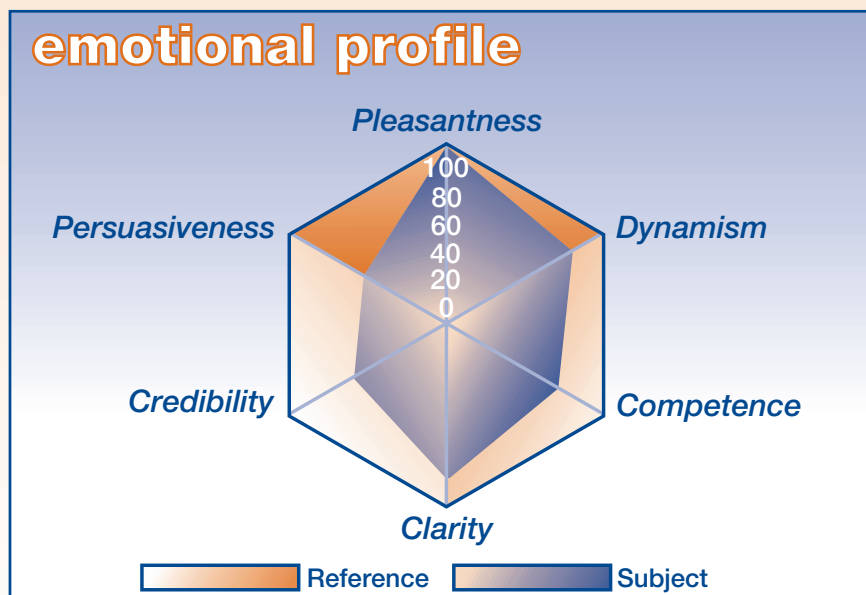 emotional profile
Pleasantness
100
Persuasiveness
80
Dynamism
60
40
20
0
Credibility
Competence
Clarity
Reference
Subject